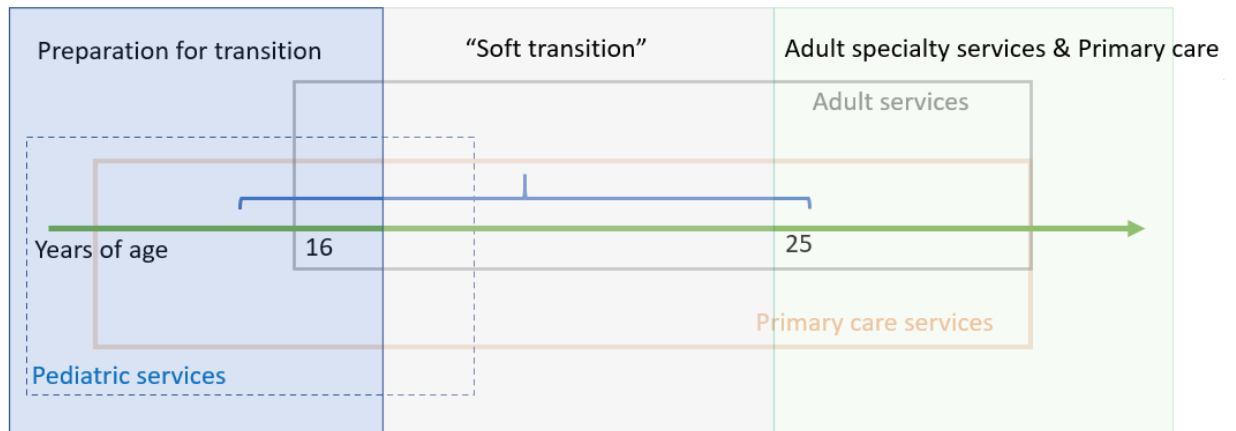 Preparation for transition
“Soft transition”
Adult specialty services & Primary care
Adult services
Years of age
16
25
Primary care services
Pediatric services